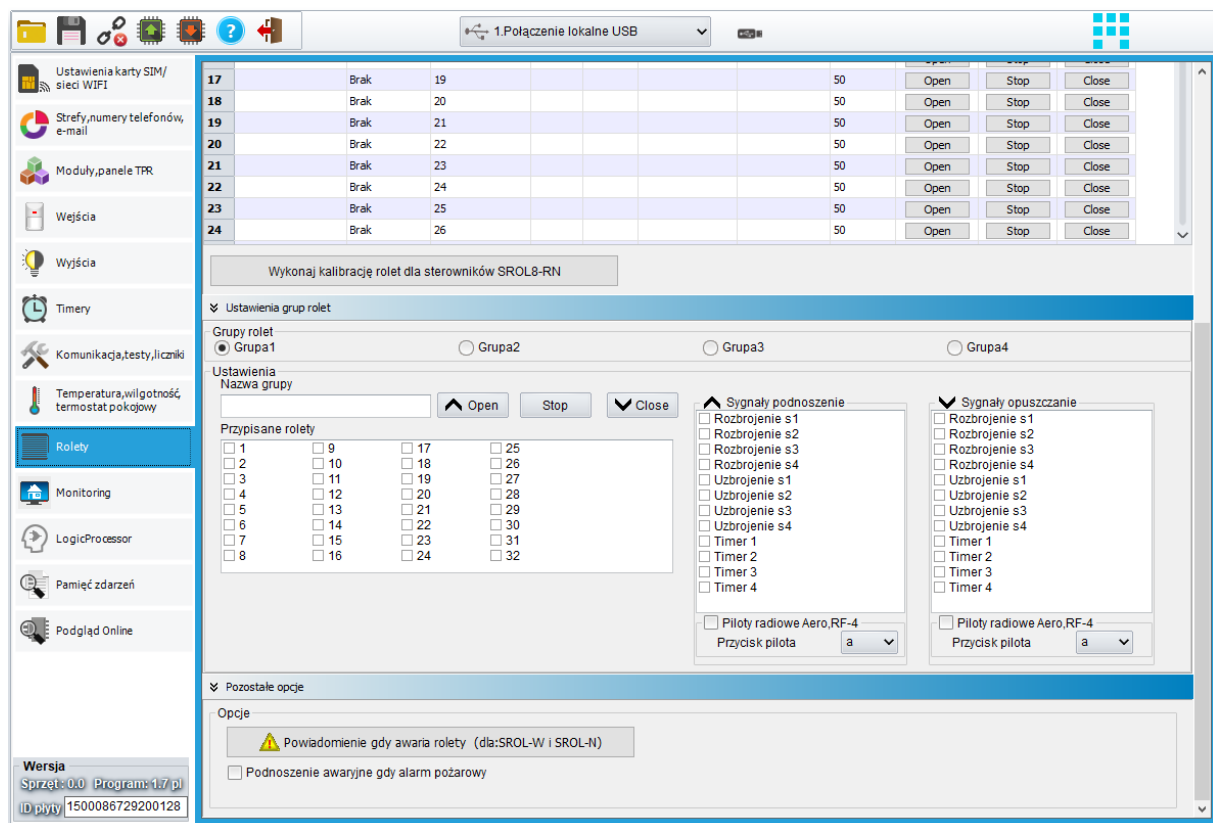 1.Połączenie lokalne USB
Ustawienia karty SIM/
sieci WIFI
Strefy,numery telefonów,
e-mail
Moduły,panele TPR
Wejścia
Wyjścia
Timery
Komunikacja,testy,liczniki
Temperatura,wilgotność,
termostat pokojowy
Rolety
Monitoring
LogicProcessor
Pamięć zdarzeń
Podgląd Online
Wersja
Sprzęt: 0.0 Program: 1.7 pl
ID płyty 1500086729200128
17 Brak 19 50 Open Stop Close
18 Brak 20 50 Open Stop Close
19 Brak 21 50 Open Stop Close
20 Brak 22 50 Open Stop Close
21 Brak 23 50 Open Stop Close
22 Brak 24 50 Open Stop Close
23 Brak 25 50 Open Stop Close
24 Brak 26 50 Open Stop Close
Wykonaj kalibrację rolet dla sterowników SROL8-RN
Ustawienia grup rolet
Grupy rolet
Grupa1 Grupa2 Grupa3 Grupa4
Ustawienia
Nazwa grupy
Open Stop Close
Przypisane rolety
1 9 17 25
2 10 18 26
3 11 19 27
4 12 20 28
5 13 21 29
6 14 22 30
7 15 23 31
8 16 24 32
Sygnały podnoszenie
Rozbrojenie s1
Rozbrojenie s2
Rozbrojenie s3
Rozbrojenie s4
Uzbrojenie s1
Uzbrojenie s2
Uzbrojenie s3
Uzbrojenie s4
Timer 1
Timer 2
Timer 3
Timer 4
Piloty radiowe Aero,RF-4
Przycisk pilota a
Sygnały opuszczanie
Rozbrojenie s1
Rozbrojenie s2
Rozbrojenie s3
Rozbrojenie s4
Uzbrojenie s1
Uzbrojenie s2
Uzbrojenie s3
Uzbrojenie s4
Timer 1
Timer 2
Timer 3
Timer 4
Piloty radiowe Aero,RF-4
Przycisk pilota a
Pozostałe opcje
Opcje
Powiadomienie gdy awaria rolety (dla:SROL-W i SROL-N)
Podnoszenie awaryjne gdy alarm pożarowy